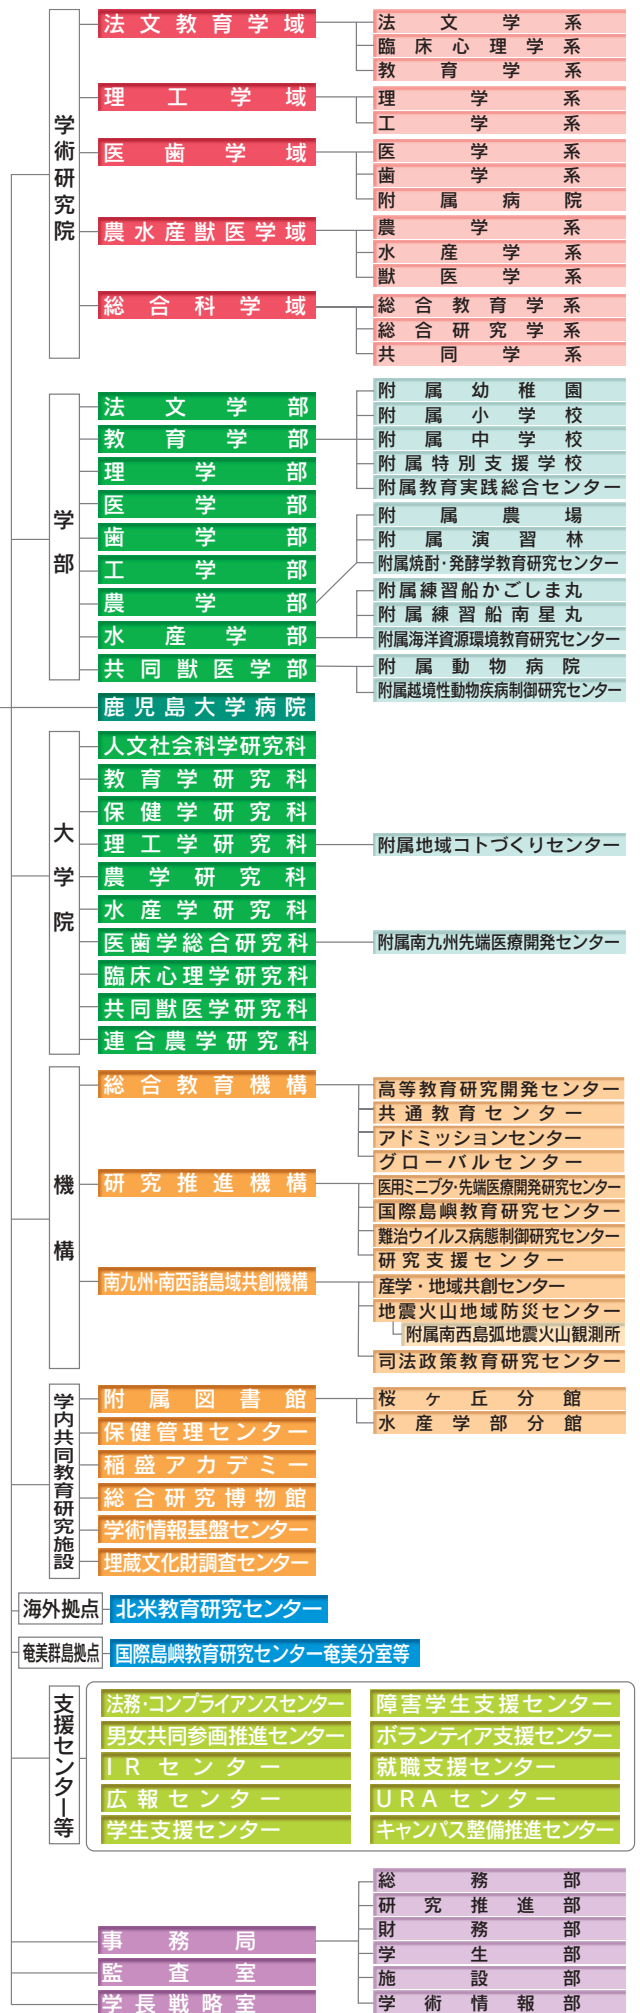 学術研究院
法文教育学域
法文学系
臨床心理学系
教育学系
理工学域
理学系
工学系
医歯学域
医学系
歯学系
附属病院
農水産獣医学域
農学系
水産学系
獣医学系
総合科学域
総合教育学系
総合研究学系
共同学系
学部
法文学部
教育学部
附属幼稚園
附属小学校
附属中学校
附属特別支援学校
附属教育実践総合センター
理学部
医学部
歯学部
工学部
農学部
附属農場
附属演習林
附属焼酎・発酵学教育研究センター
水産学部
附属練習船かごしま丸
附属練習船南星丸
附属海洋資源環境教育研究センター
共同獣医学部
附属動物病院
附属越境性動物疾病制御研究センター
鹿児島大学病院
大学院
人文社会科学研究科
教育学研究科
保健学研究科
理工学研究科
附属地域コトづくりセンター
農学研究科
水産学研究科
医歯学総合研究科
附属南九州先端医療開発センター
臨床心理学研究科
共同獣医学研究科
連合農学研究科
機構
総合教育機構
高等教育研究開発センター
共通教育センター
アドミッションセンター
グローバルセンター
研究推進機構
医用ミニブタ・先端医療開発研究センター
国際島嶼教育研究センター
難治ウイルス病態制御研究センター
研究支援センター
南九州・南西諸島域共創機構
産学・地域共創センター
地震火山地域防災センター
附属南西島弧地震火山観測所
司法政策教育研究センター
学内共同教育研究施設
附属図書館
桜ヶ丘分館
水産学部分館
保健管理センター
稲盛アカデミー
総合研究博物館
学術情報基盤センター
埋蔵文化財調査センター
海外拠点
北米教育研究センター
奄美群島拠点
国際島嶼教育研究センター奄美分室等
支援センター等
法務・コンプライアンスセンター
障害学生支援センター
男女共同参画推進センター
ボランティア支援センター
IRセンター
就職支援センター
広報センター
URAセンター
学生支援センター
キャンパス整備推進センター
事務局
総務部
研究推進部
財務部
学生部
施設部
学術情報部
監査室
学長戦略室